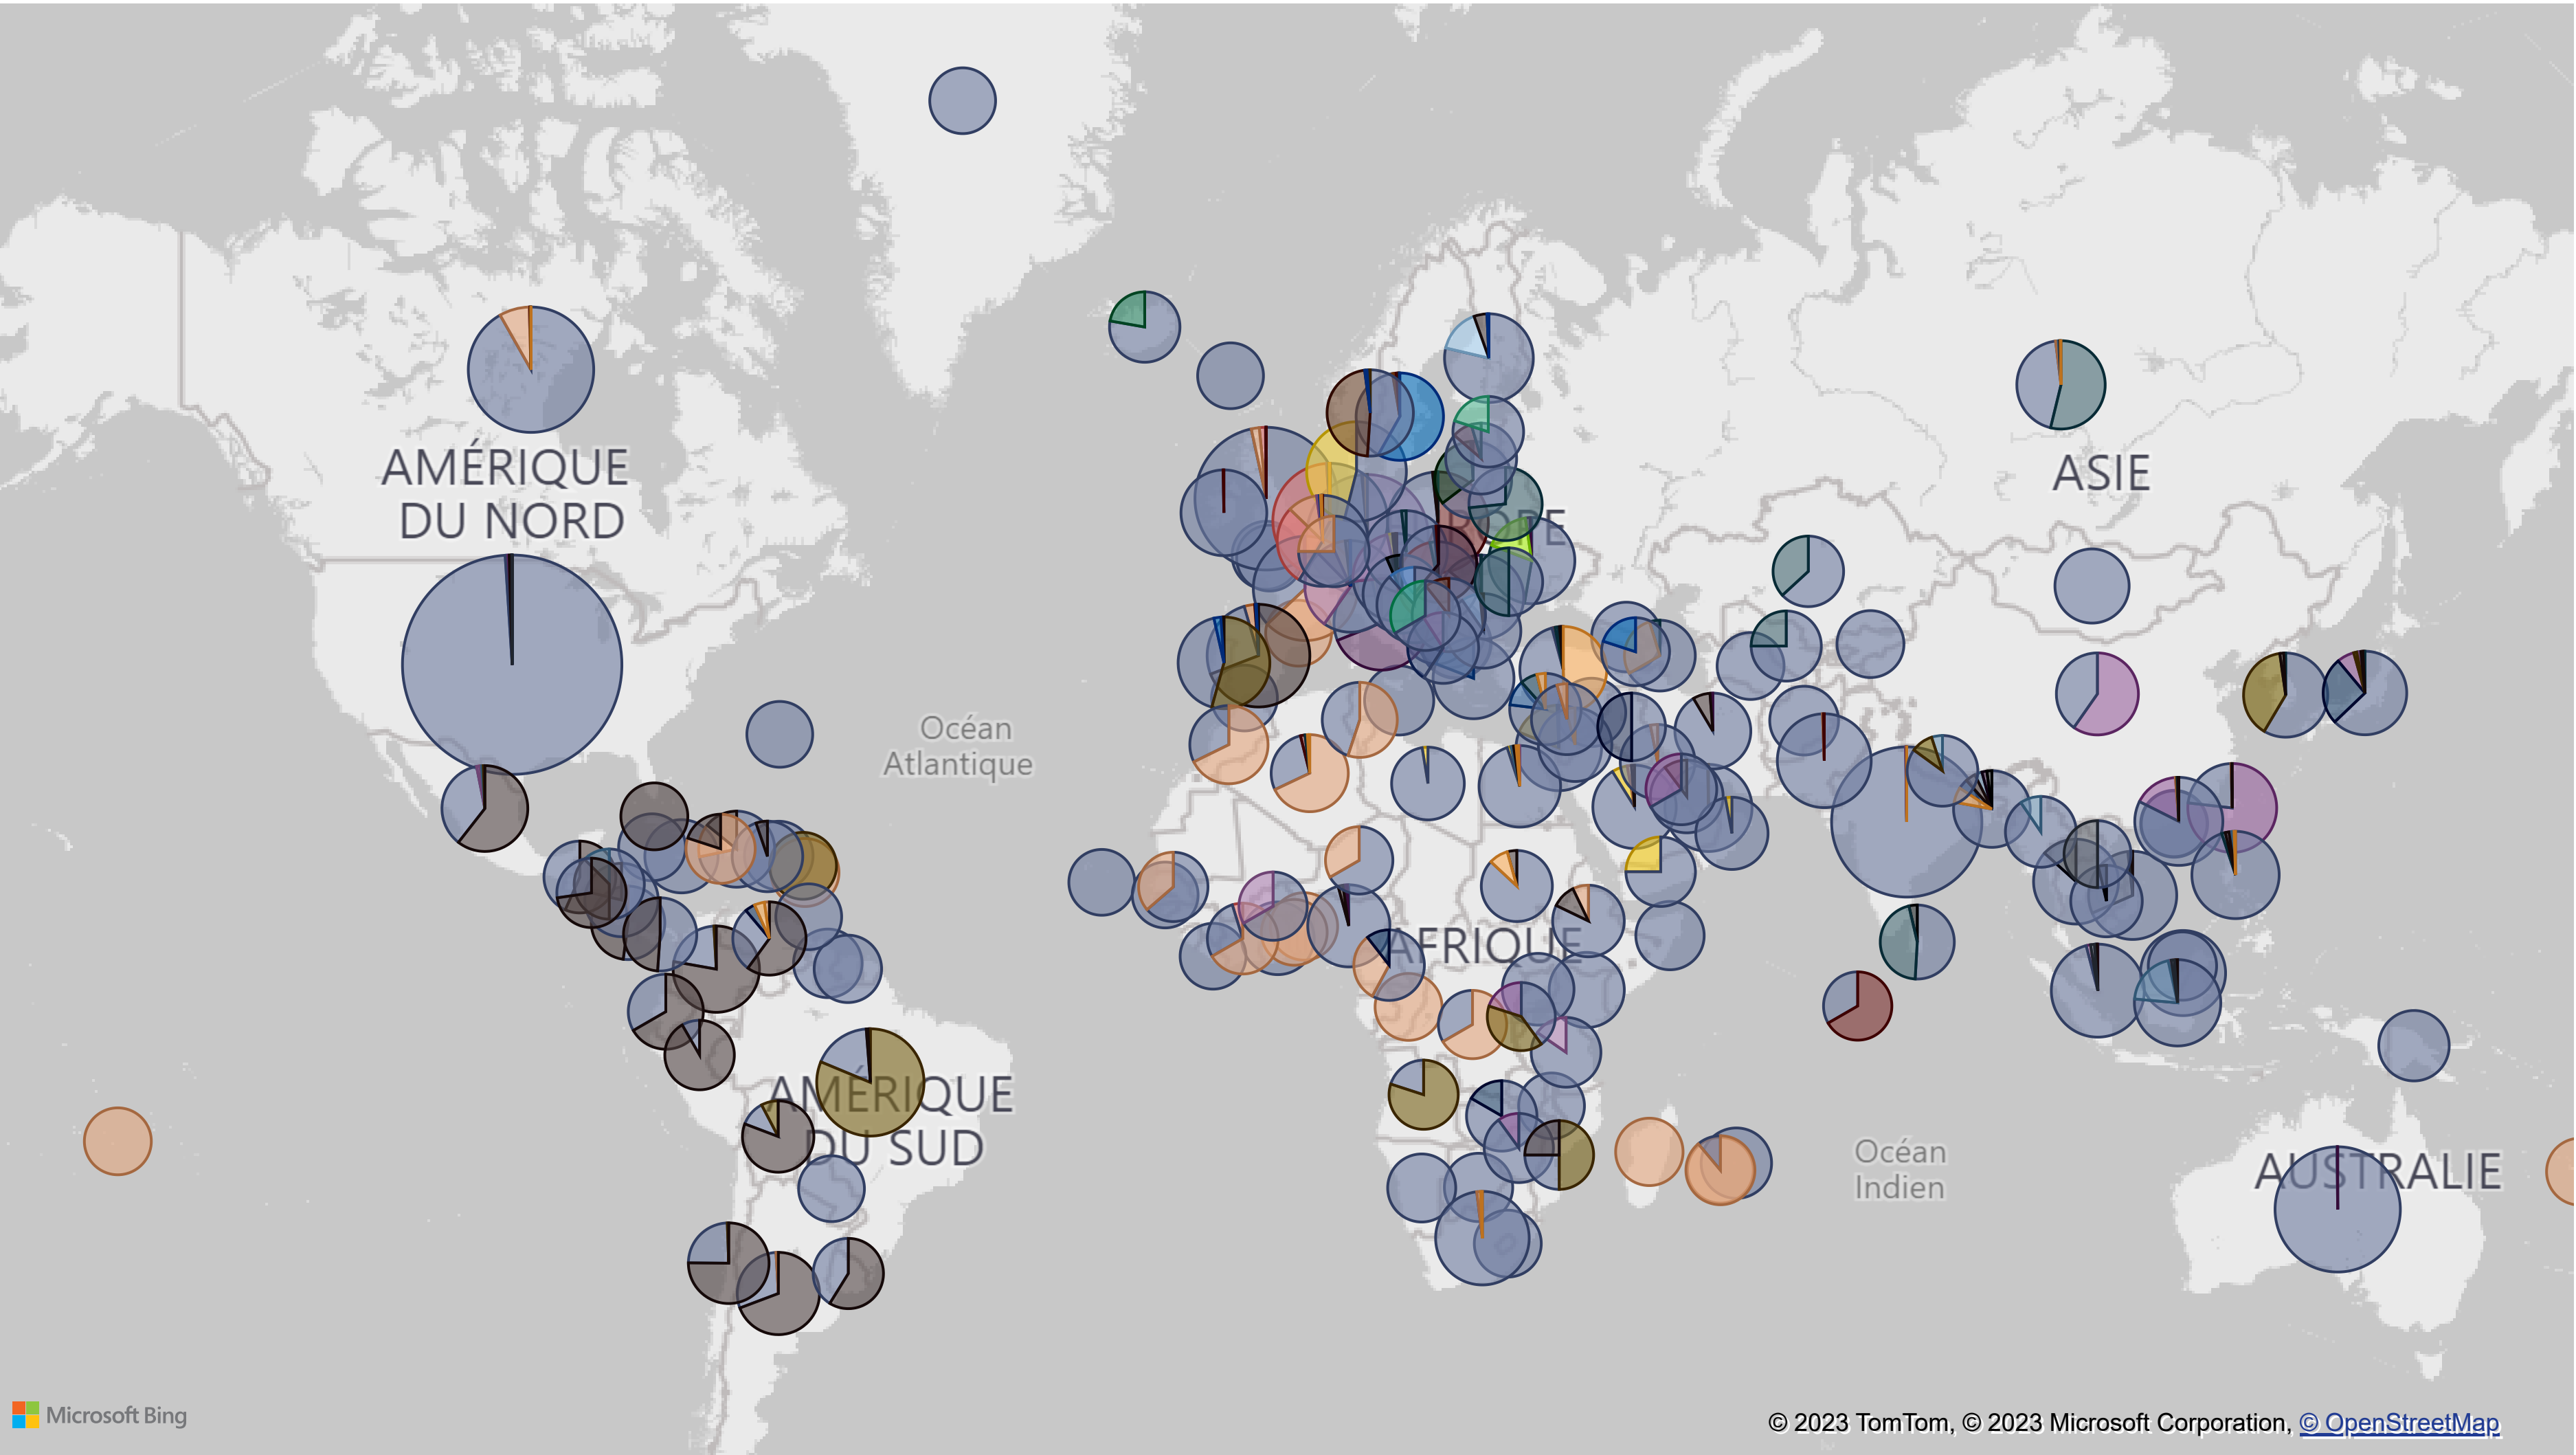 AMÉRIQUE
DU NORD
ASIE
Océan
Atlantique
AFRIQUE
AMÉRIQUE
DU SUD
Océan
Indien
AUSTRALIE
Microsoft Bing
© 2023 TomTom, © 2023 Microsoft Corporation, © OpenStreetMap